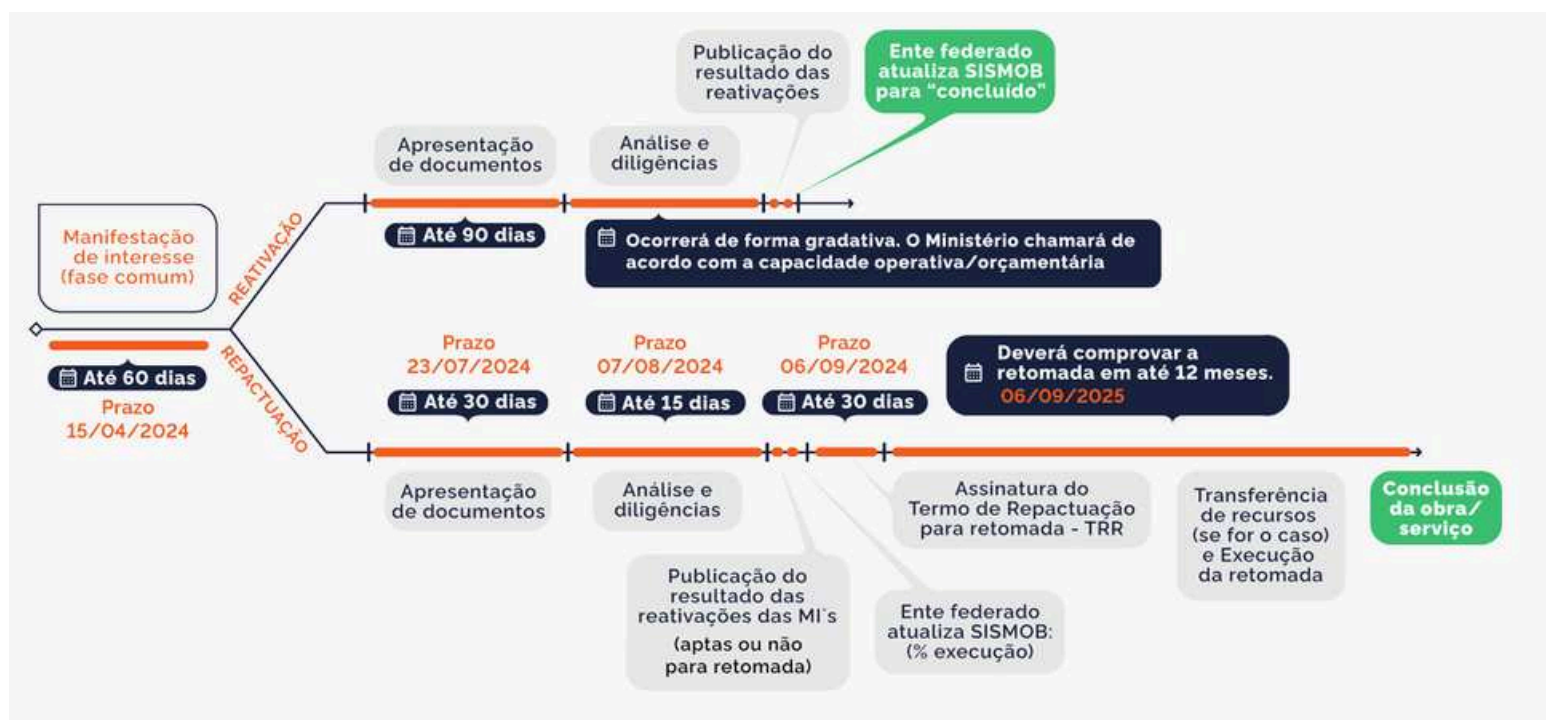 Publicação do
resultado das
reativações
Ente federado
atualiza SISMOB
para “concluído”
Apresentação
de documentos
Análise e
diligências
Até 90 dias
Ocorrerá de forma gradativa. O Ministério chamará de
acordo com a capacidade operativa/orçamentária
Manifestação
de interesse
(fase comum)
REATIVAÇÃO
Até 60 dias
Prazo
15/04/2024
REPACTUAÇÃO
Prazo
23/07/2024
Até 30 dias
Prazo
07/08/2024
Até 15 dias
Prazo
06/09/2024
Até 30 dias
Deverá comprovar a
retomada em até 12 meses.
06/09/2025
Apresentação
de documentos
Análise e
diligências
Publicação do
resultado das
reativações das MI`s
(aptas ou não
para retomada)
Ente federado
atualiza SISMOB:
(% execução)
Assinatura do
Termo de Repactuação
para retomada - TRR
Transferência
de recursos
(se for o caso)
e Execução
da retomada
Conclusão
da obra/
serviço